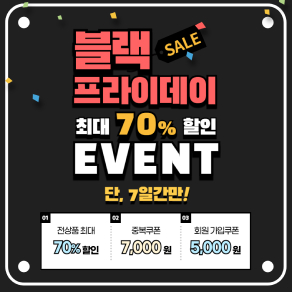 블랙
SALE
프라이데이
최대 70% 할인
EVENT
단, 7일간만!
01
전상품 최대
70% 할인
02
중복쿠폰
7,000 원
03
회원 가입쿠폰
5,000 원